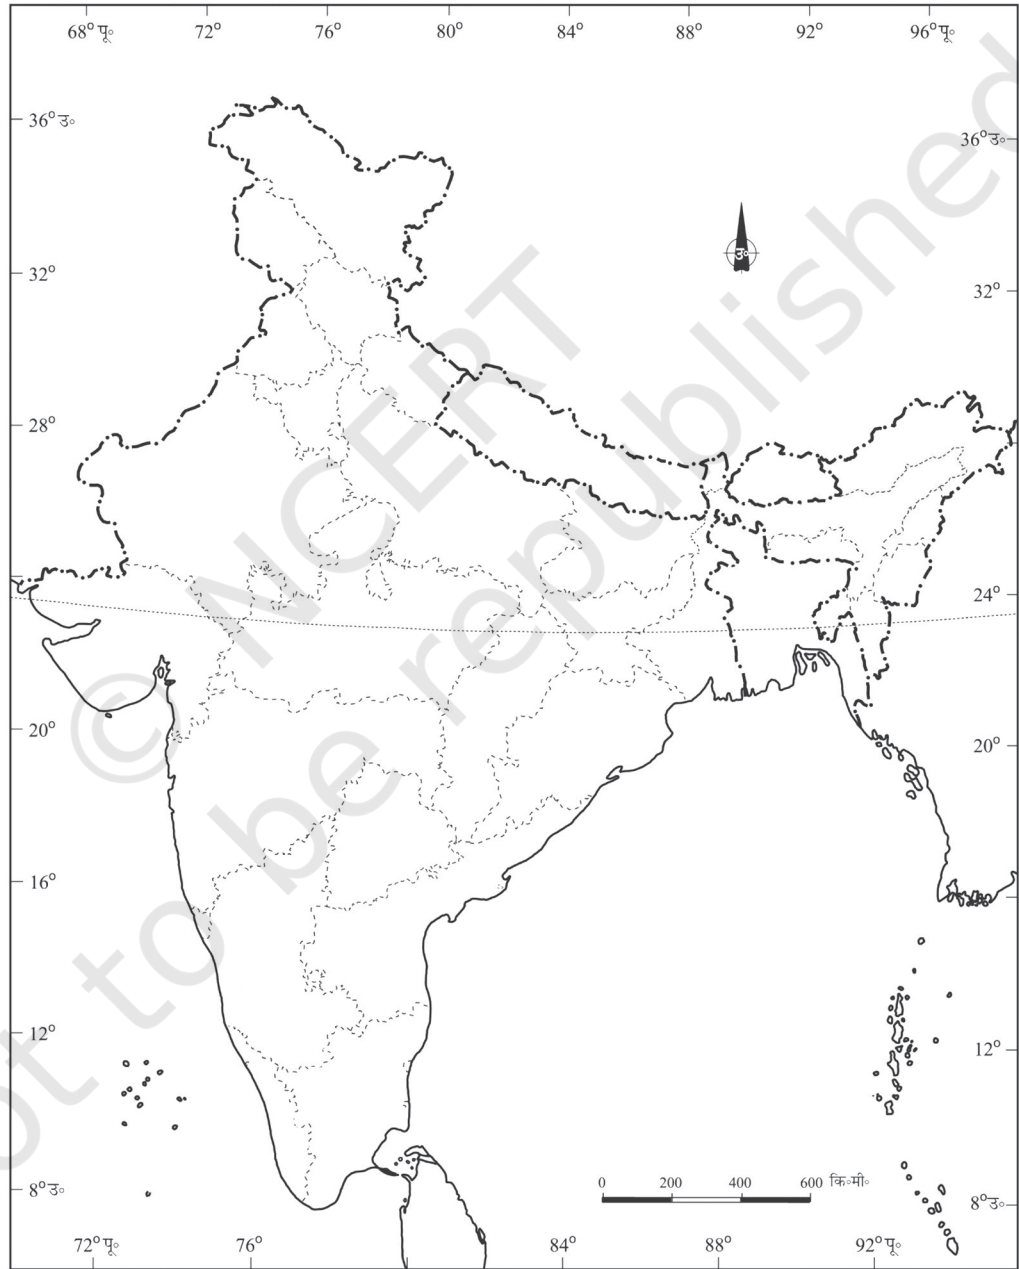 68° पू॰ 72° 76° 80° 84° 88° 92° 96° पू॰
36° उ॰ 36° उ॰
उ॰
32° 32°
28°
24°
20° 20°
16°
12° 12°
0 200 400 600 कि॰मी॰
8° उ॰ 8° उ॰
72° पू॰ 76° 84° 88° 92° पू॰
© NCERT
not to be republished